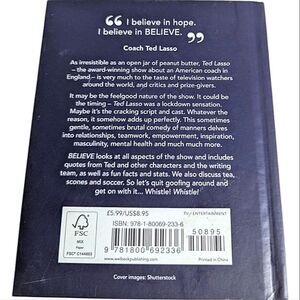 “ I believe in hope.
I believe in BELIEVE. ”
Coach Ted Lasso
As irresistible as an open jar of peanut butter, Ted Lasso
– the award-winning show about an American coach in
England – is very much to the taste of television watchers
around the world, and critics and prize-givers.
It may be the feelgood nature of the show. It could
be the timing – Ted Lasso was a lockdown sensation.
Maybe it's the cracking script and cast. Whatever the
reason, it somehow adds up perfectly. This sometimes
gentle, sometimes brutal comedy of manners delves
into relationships, teamwork, empowerment, inspiration,
masculinity, mental health and much much more.
BELIEVE looks at all aspects of the show and includes
quotes from Ted and other characters and the writing
team, as well as fun facts and stats. We also discuss tea,
scones and soccer. So let's quit goofing around and
get on with it... Whistle! Whistle!
£5.99/US$8.95
TV/ENTERTAINMENT
ISBN: 978-1-80069-233-6
50895
9 781800 692336
www.welbeckpublishing.com
Printed in China
FSC
MIX
Paper
FSC® C144853
Cover images: Shutterstock